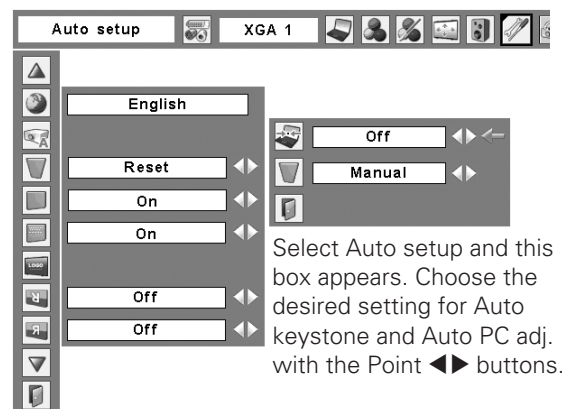 Auto setup
XGA 1
English
Reset
On
On
LOGO
Off
Off
Off
Manual
Select Auto setup and this
box appears. Choose the
desired setting for Auto
keystone and Auto PC adj.
with the Point ◀▶ buttons.